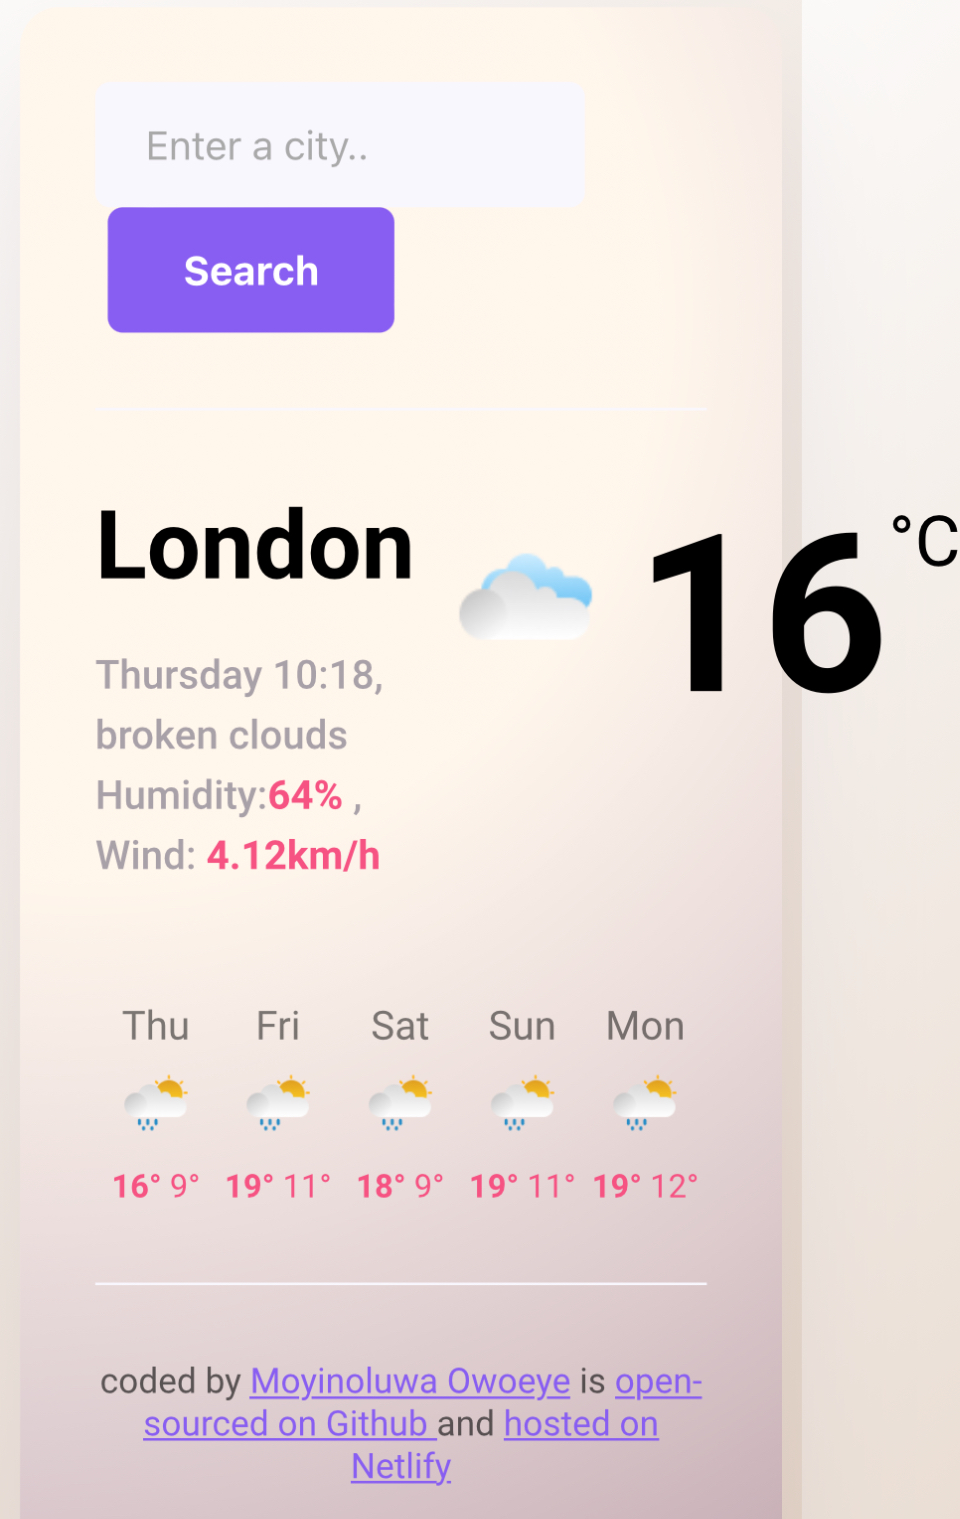 Enter a city..
Search
London
16 °C
Thursday 10:18,
broken clouds
Humidity:64% ,
Wind: 4.12km/h
Thu Fri Sat Sun Mon
16° 9° 19° 11° 18° 9° 19° 11° 19° 12°
coded by Moyinoluwa Owoeye is open-
sourced on Github and hosted on
Netlify